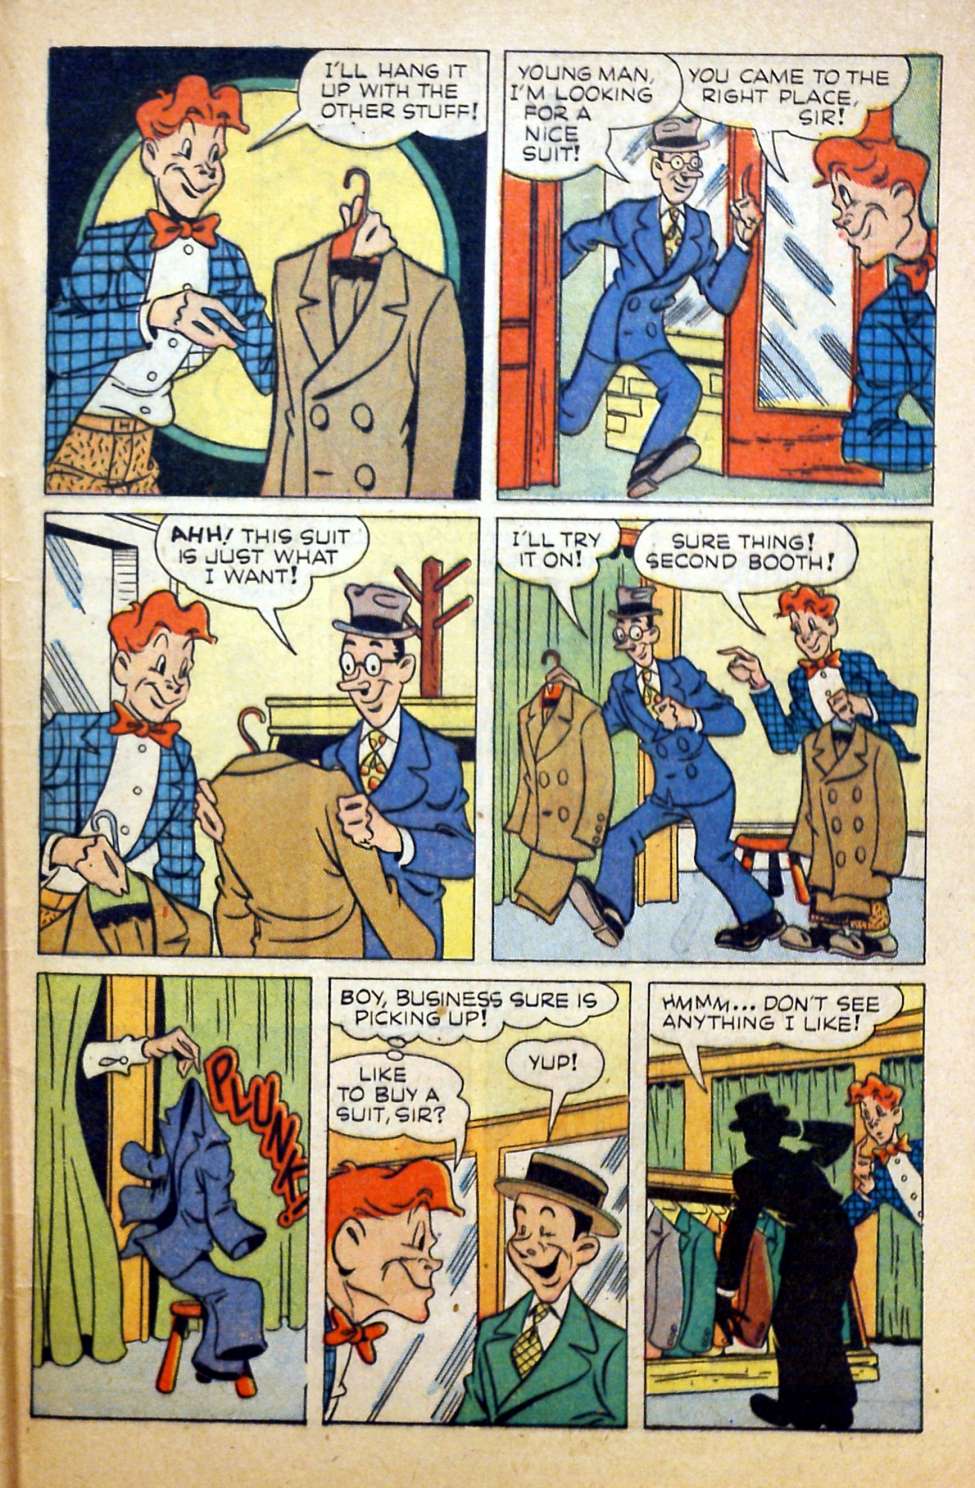 I'LL HANG IT
UP WITH THE
OTHER STUFF!
YOUNG MAN,
I'M LOOKING
FOR A
NICE
SUIT!
YOU CAME TO THE
RIGHT PLACE,
SIR!
AHH! THIS SUIT
IS JUST WHAT
I WANT!
I'LL TRY
IT ON!
SURE THING!
SECOND BOOTH!
PLUNK!
BOY, BUSINESS SURE IS
PICKING UP!
LIKE
TO BUY A
SUIT, SIR?
YUP!
HMMM... DON'T SEE
ANYTHING I LIKE!